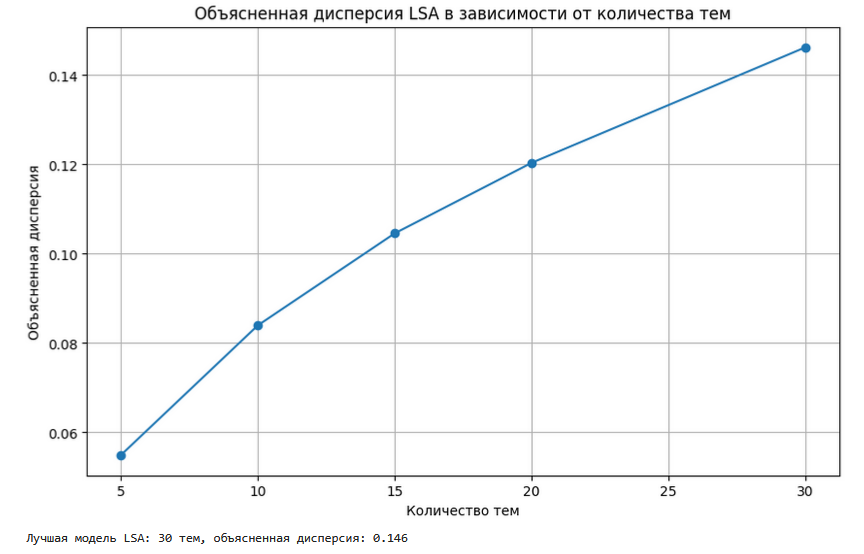 Объясненная дисперсия LSA в зависимости от количества тем
Объясненная дисперсия
0.14
0.12
0.10
0.08
0.06
5 10 15 20 25 30
Количество тем
Лучшая модель LSA: 30 тем, объясненная дисперсия: 0.146